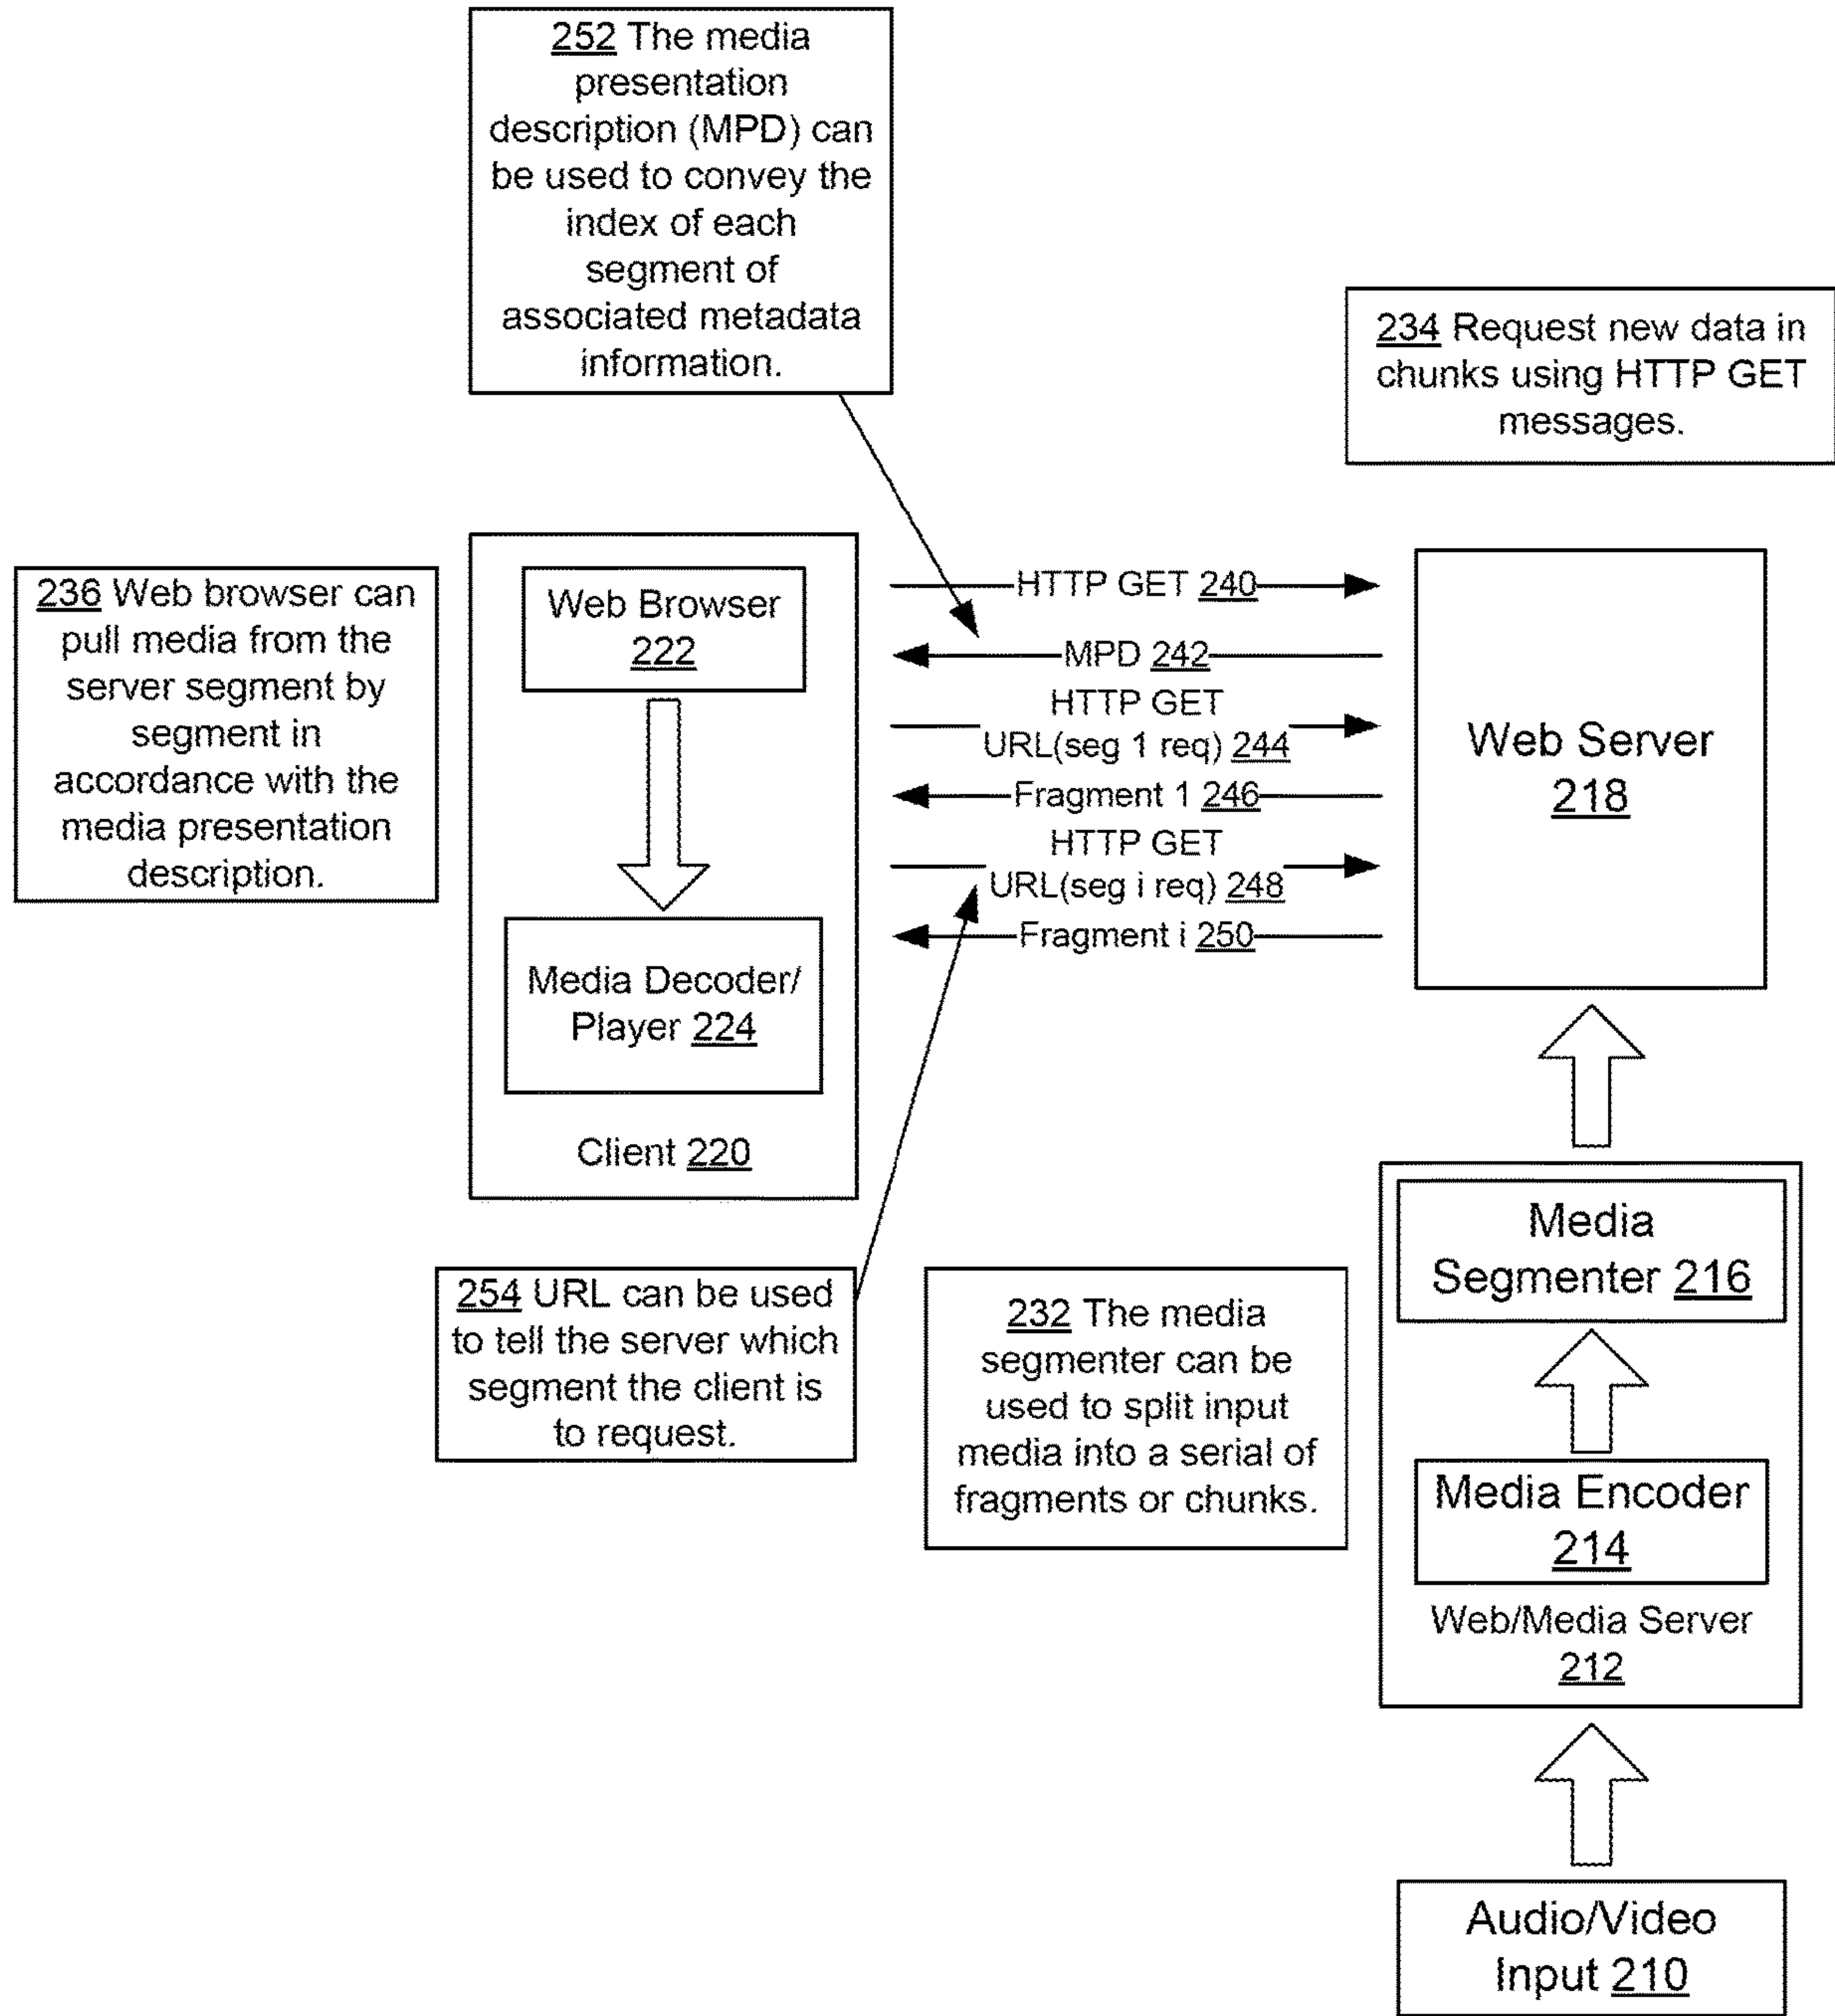 252 The media
presentation
description (MPD) can
be used to convey the
index of each
segment of
associated metadata
information.
234 Request new data in
chunks using HTTP GET
messages.
236 Web browser can
pull media from the
server segment by
segment in
accordance with the
media presentation
description.
Web Browser
222
Media Decoder/
Player 224
Client 220
HTTP GET 240
MPD 242
HTTP GET
URL(seg 1 req) 244
Fragment 1 246
HTTP GET
URL(seg i req) 248
Fragment i 250
Web Server
218
254 URL can be used
to tell the server which
segment the client is
to request.
232 The media
segmenter can be
used to split input
media into a serial of
fragments or chunks.
Media
Segmenter 216
Media Encoder
214
Web/Media Server
212
Audio/Video
Input 210